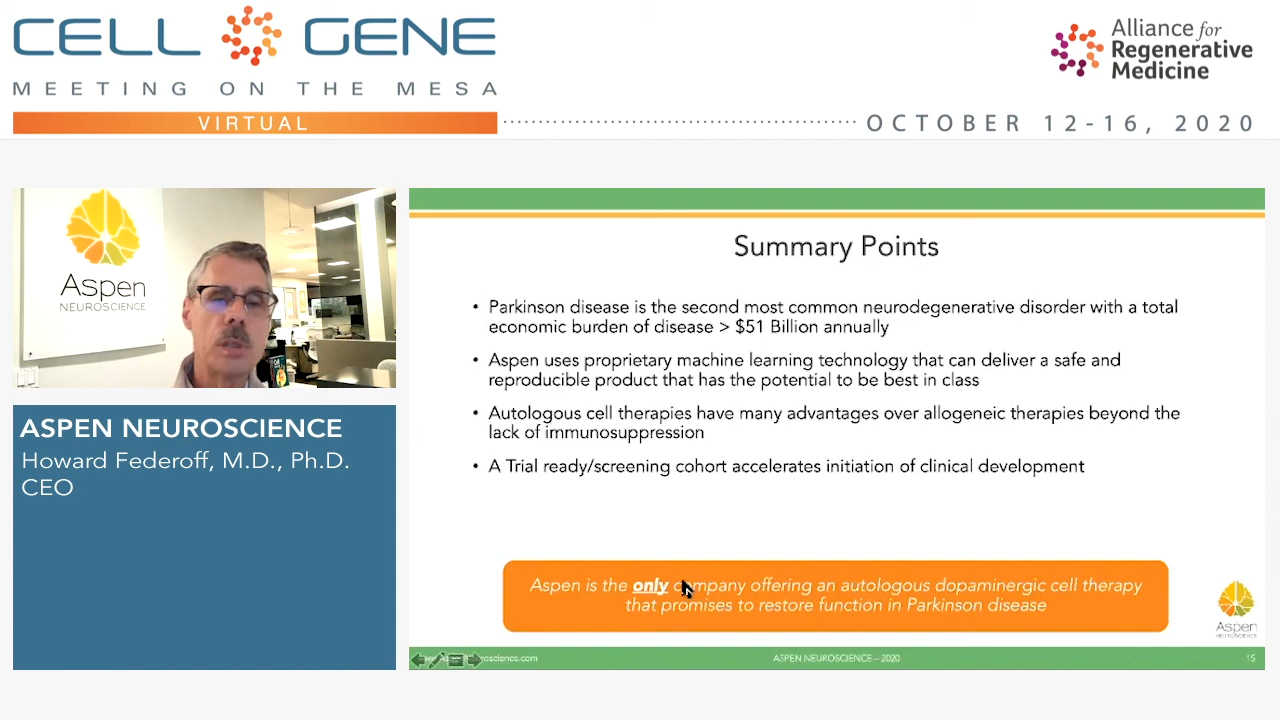 CELL GENE
MEETING ON THE MESA
VIRTUAL
Alliance for
Regenerative
Medicine
OCTOBER 12-16, 2020
Aspen
NEUROSCIENCE
ASPEN NEUROSCIENCE
Howard Federoff, M.D., Ph.D.
CEO
Summary Points
• Parkinson disease is the second most common neurodegenerative disorder with a total
economic burden of disease > $51 Billion annually
• Aspen uses proprietary machine learning technology that can deliver a safe and
reproducible product that has the potential to be best in class
• Autologous cell therapies have many advantages over allogeneic therapies beyond the
lack of immunosuppression
• A Trial ready/screening cohort accelerates initiation of clinical development
Aspen is the only company offering an autologous dopaminergic cell therapy
that promises to restore function in Parkinson disease
Aspen
NEUROSCIENCE
ASPEN NEUROSCIENCE – 2020
15